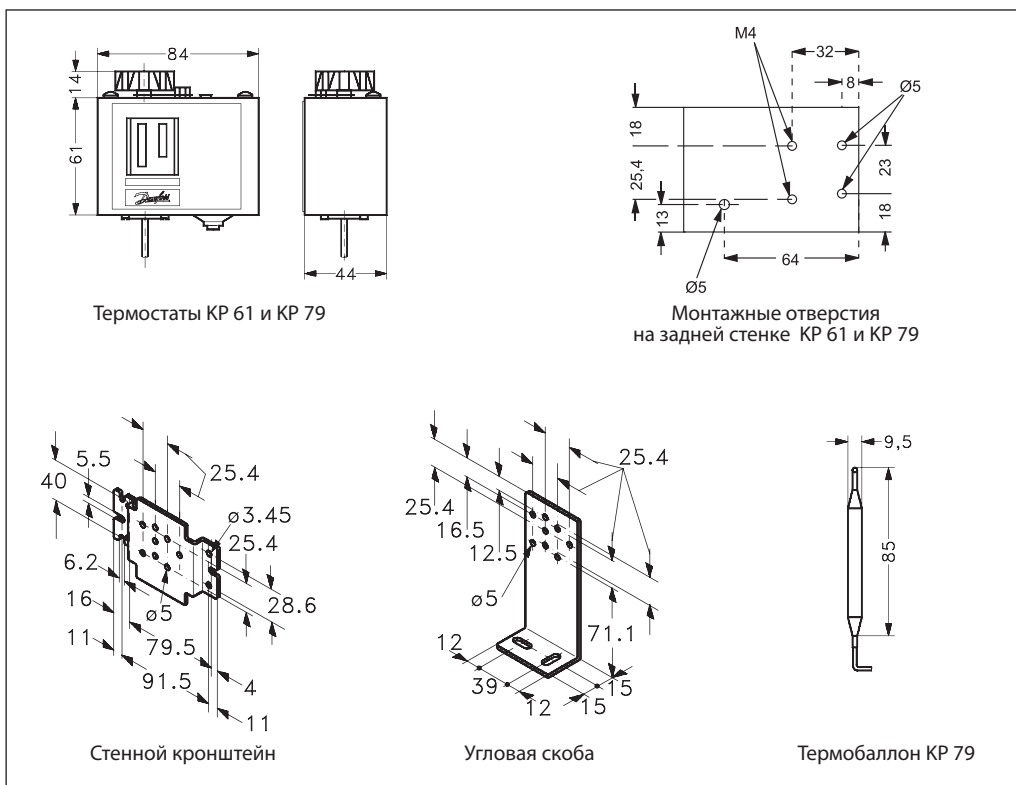 84
14
61
Danfoss
44
Термостаты KP 61 и KP 79
M4
32
8
Ø5
18
25,4
13
23
18
64
Ø5
Монтажные отверстия
на задней стенке KP 61 и KP 79
5.5
40
25.4
ø3.45
25.4
6.2
ø5
28.6
16
79.5
11
91.5
4
11
Стенной кронштейн
25.4
25.4
16.5
12.5
ø5
71.1
12
39
12
15
15
Угловая скоба
9,5
85
Термобаллон KP 79